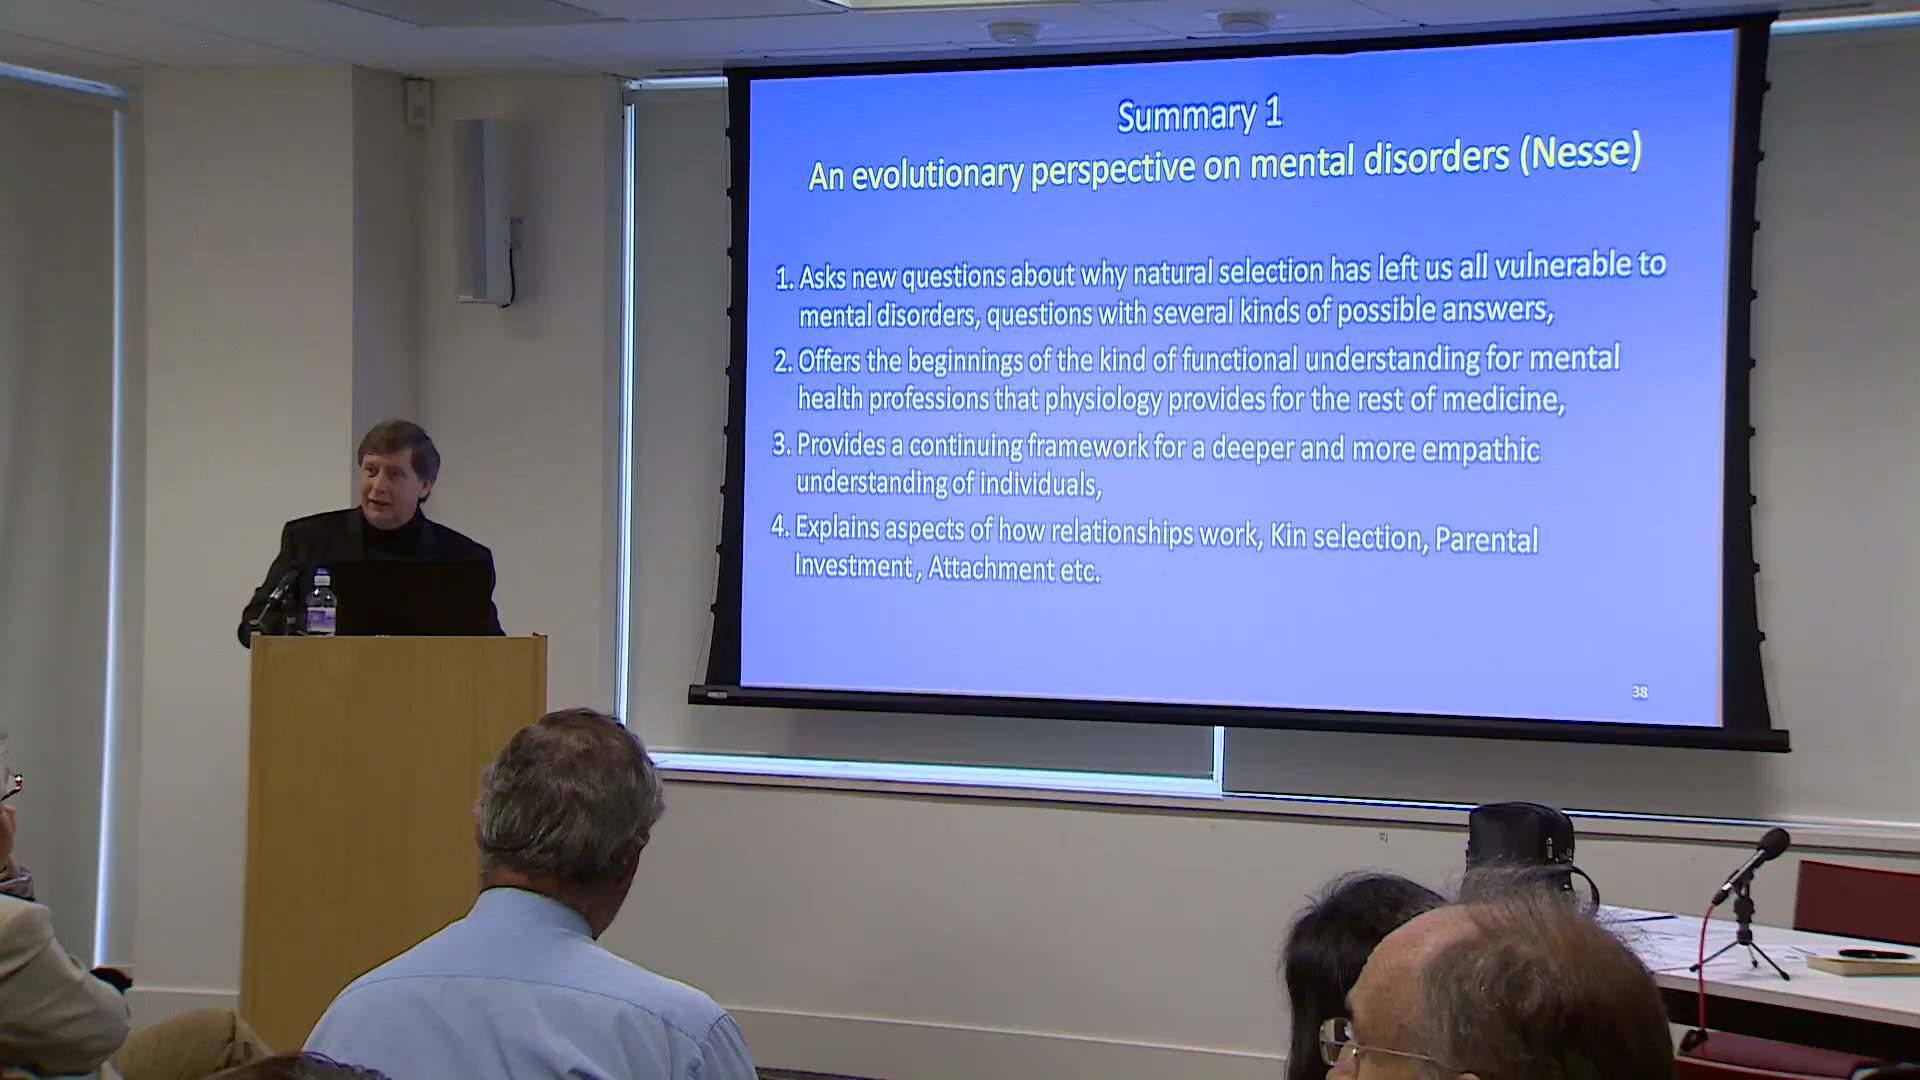 Summary 1
An evolutionary perspective on mental disorders (Nesse)
1. Asks new questions about why natural selection has left us all vulnerable to
mental disorders, questions with several kinds of possible answers,
2. Offers the beginnings of the kind of functional understanding for mental
health professions that physiology provides for the rest of medicine,
3. Provides a continuing framework for a deeper and more empathic
understanding of individuals,
4. Explains aspects of how relationships work, Kin selection, Parental
Investment, Attachment etc.
38